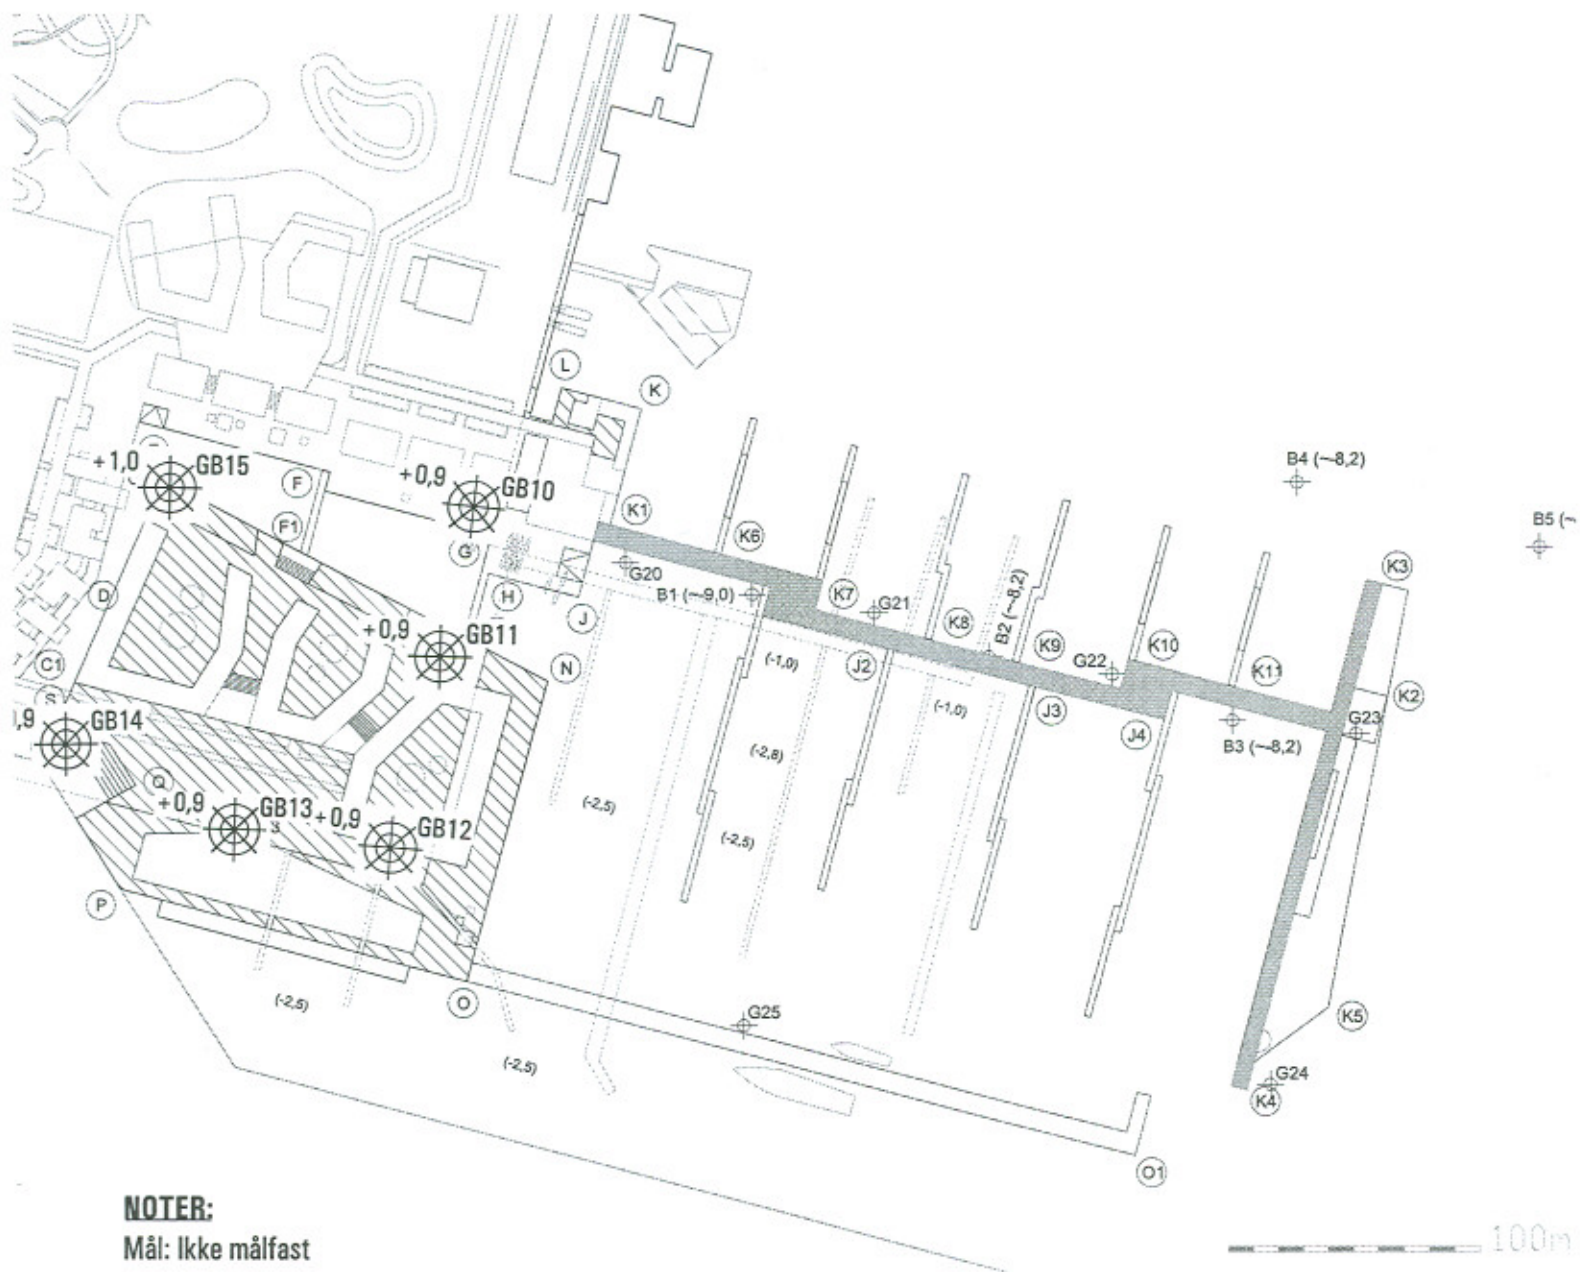 L
K
B4 (~-8,2)
+1,0
GB15
F
+0,9
GB10
F1
G
K1
K6
B5 (~
G20
B1 (~-9,0)
K7
G21
K8
B2 (~-8,2)
K9
K10
K3
D
H
J
+0,9
GB11
N
(-1,0)
J2
G22
K11
K2
C1
S
,9
GB14
(-1,0)
J3
J4
G23
B3 (~-8,2)
Q
+0,9
GB13
+0,9
GB12
(-2,8)
(-2,5)
(-2,5)
P
O
(-2,5)
G25
K5
(-2,5)
G24
K4
O1
NOTER:
Mål: Ikke målfast
100m